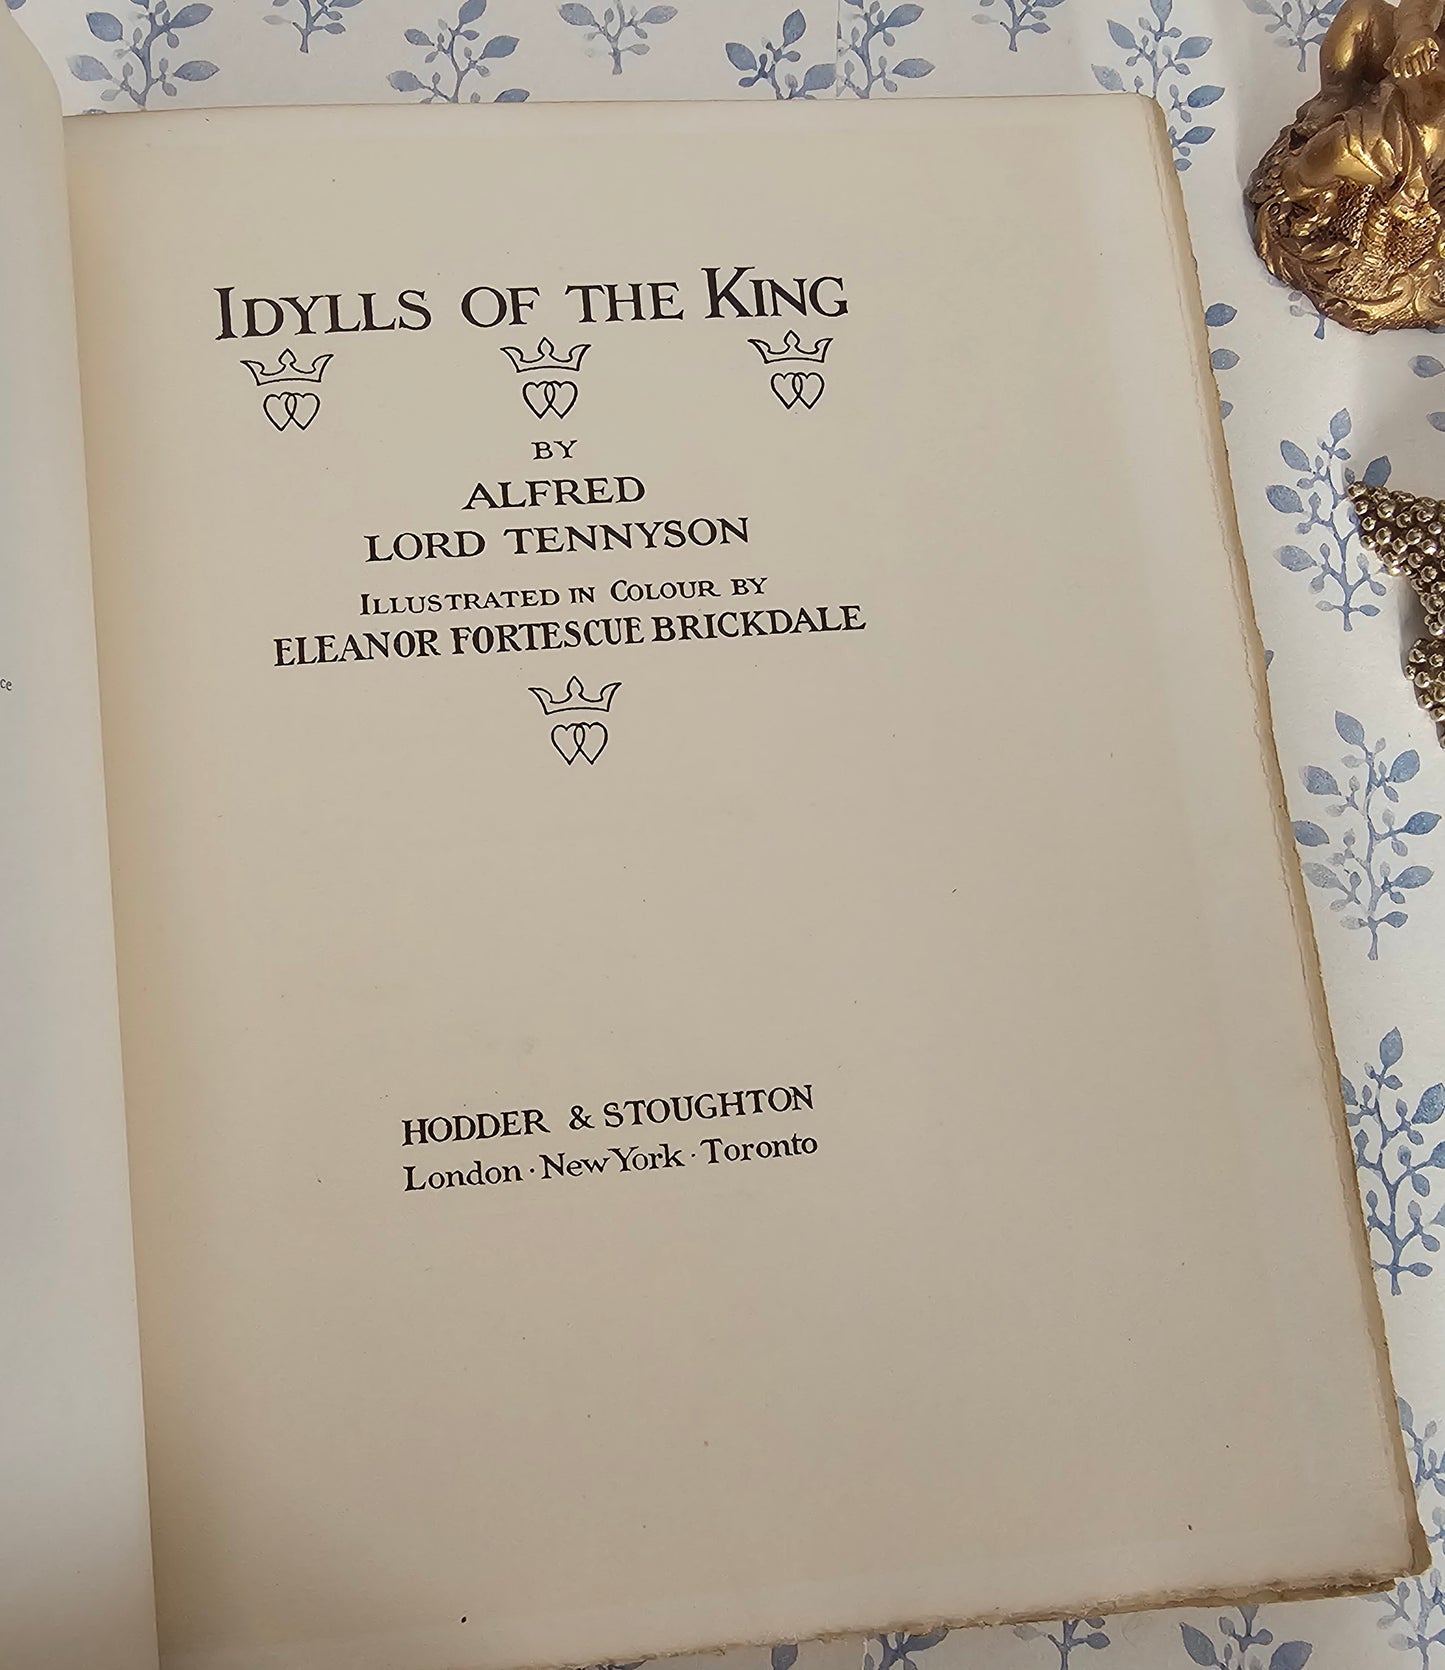 IDYLLS OF THE KING
BY
ALFRED
LORD TENNYSON
ILLUSTRATED IN COLOUR BY
ELEANOR FORTESCUE BRICKDALE
HODDER & STOUGHTON
London · New York · Toronto